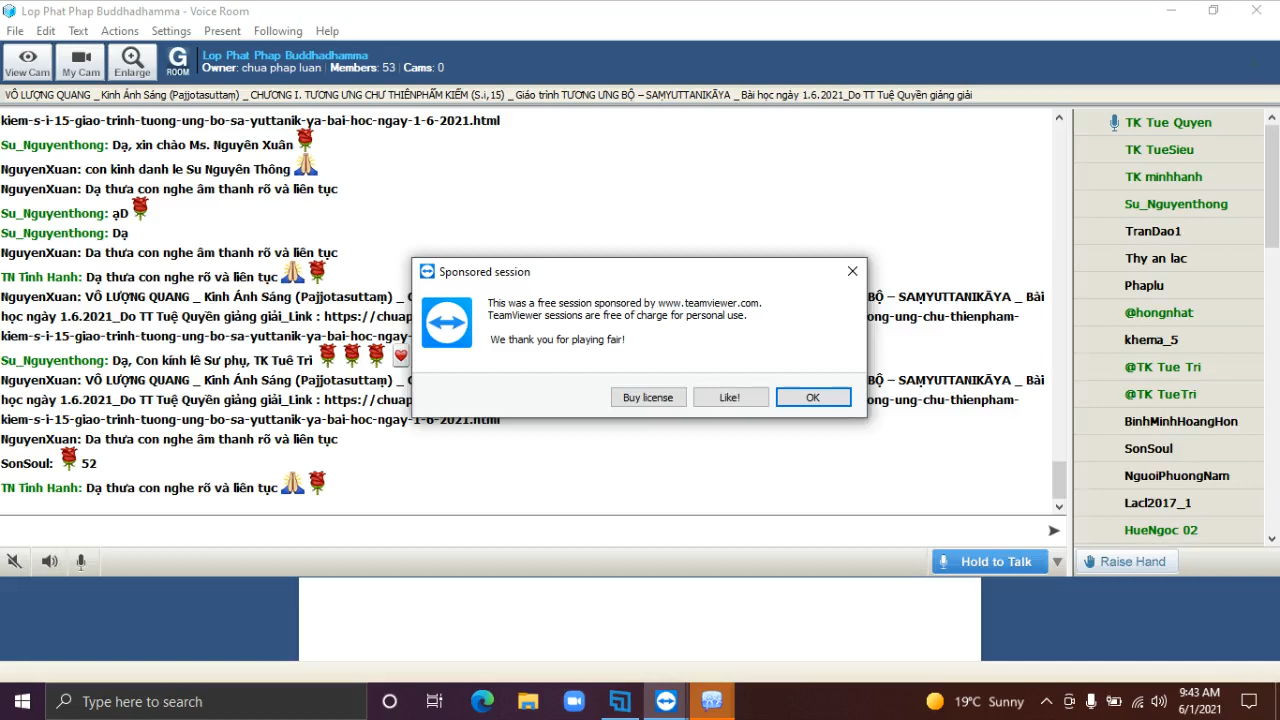 Lop Phat Phap Buddhadhamma - Voice Room
File Edit Text Actions Settings Present Following Help
View Cam
My Cam
Enlarge
G
ROOM
Lop Phat Phap Buddhadhamma
Owner: chua phap luan Members: 53 Cams: 0
VÔ LƯỢNG QUANG _ Kinh Ánh Sáng (Pajjotasuttaṃ) _ CHƯƠNG I. TƯƠNG ƯNG CHƯ THIÊNPHẨM KIẾM (S.i,15) _ Giáo trình TƯƠNG ƯNG BỘ – SAṂYUTTANIKĀYA _ Bài học ngày 1.6.2021_Do TT Tuệ Quyền giảng giải
kiem-s-i-15-giao-trinh-tuong-ung-bo-sa-yuttanik-ya-bai-hoc-ngay-1-6-2021.html
Su_Nguyenthong: Dạ, xin chào Ms. Nguyên Xuân
NguyenXuan: con kinh danh le Su Nguyên Thông
NguyenXuan: Dạ thưa con nghe âm thanh rõ và liên tục
Su_Nguyenthong: ạD
Su_Nguyenthong: Dạ
NguyenXuan: Da thưa con nghe âm thanh rõ và liên tục
TN Tinh Hanh: Dạ thưa con nghe rõ và liên tục
NguyenXuan: VÔ LƯỢNG QUANG _ Kinh Ánh Sáng (Pajjotasuttaṃ) _ C BỘ – SAṂYUTTANIKĀYA _ Bài
học ngày 1.6.2021_Do TT Tuệ Quyền giảng giải_Link : https://chuap ong-ung-chu-thienpham-
kiem-s-i-15-giao-trinh-tuong-ung-bo-sa-yuttanik-ya-bai-hoc-ngay-
Su_Nguyenthong: Dạ, Con kính lê Sư phụ, TK Tuê Tri
NguyenXuan: VÔ LƯỢNG QUANG _ Kinh Ánh Sáng (Pajjotasuttaṃ) _ C BỘ – SAṂYUTTANIKĀYA _ Bài
học ngày 1.6.2021_Do TT Tuệ Quyền giảng giải_Link : https://chuap ong-ung-chu-thienpham-
kiem-s-i-15-giao-trinh-tuong-ung-bo-sa-yuttanik-ya-bai-hoc-ngay-1-6-2021.html
NguyenXuan: Da thưa con nghe âm thanh rõ và liên tục
SonSoul: 52
TN Tinh Hanh: Dạ thưa con nghe rõ và liên tục
Sponsored session
This was a free session sponsored by www.teamviewer.com.
TeamViewer sessions are free of charge for personal use.
We thank you for playing fair!
Buy license Like! OK
TK Tue Quyen
TK TueSieu
TK minhhanh
Su_Nguyenthong
TranDao1
Thy an lac
Phaplu
@hongnhat
khema_5
@TK Tue Tri
@TK TueTri
BinhMinhHoangHon
SonSoul
NguoiPhuongNam
Lacl2017_1
HueNgoc 02
Hold to Talk
Raise Hand
Type here to search
19°C Sunny
9:43 AM
6/1/2021